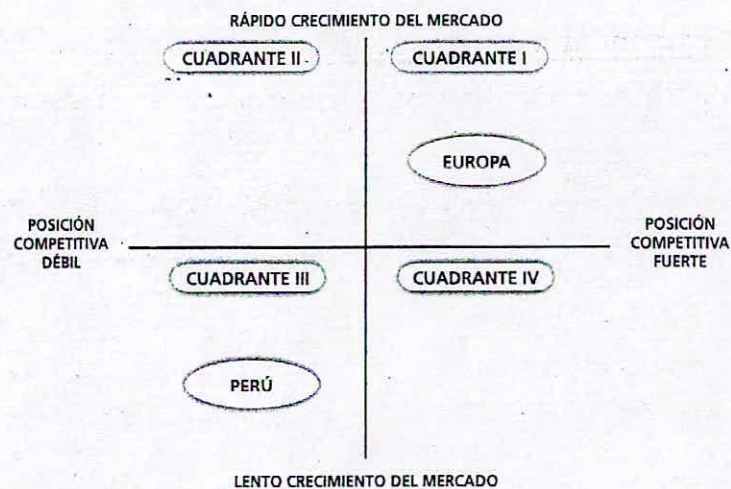 RÁPIDO CRECIMIENTO DEL MERCADO
CUADRANTE II
CUADRANTE I
EUROPA
POSICIÓN
COMPETITIVA
DÉBIL
POSICIÓN
COMPETITIVA
FUERTE
CUADRANTE III
CUADRANTE IV
PERÚ
LENTO CRECIMIENTO DEL MERCADO